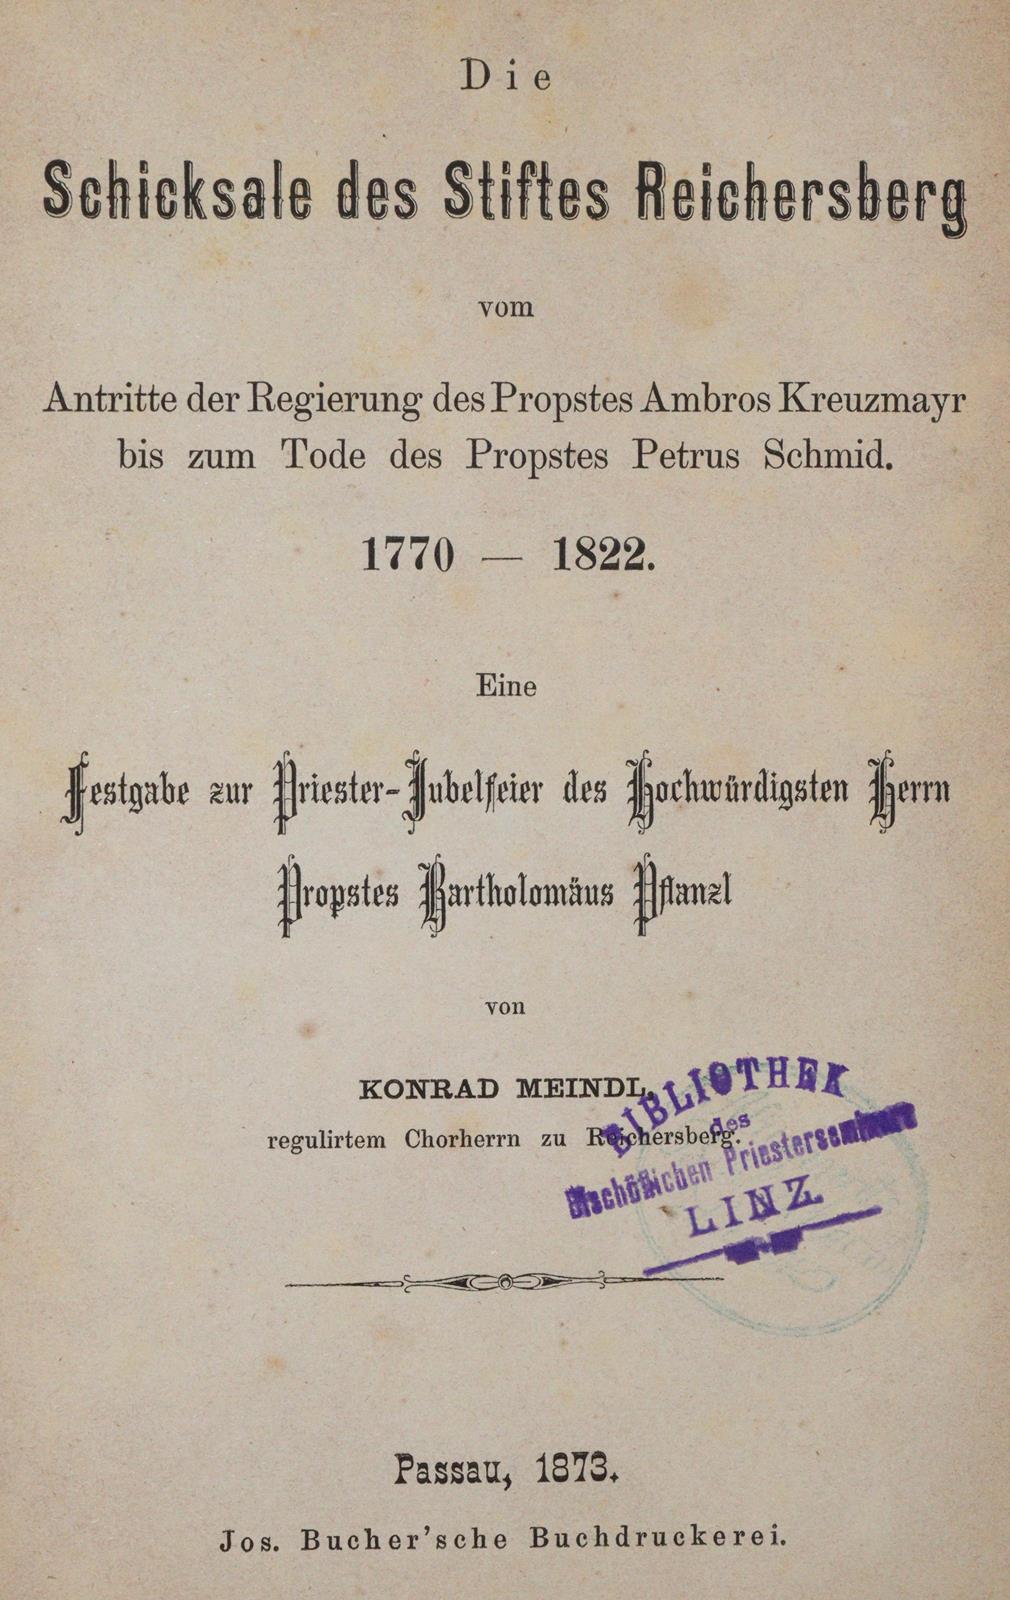 Die
Schicksale des Stiftes Reichersberg
vom
Antritte der Regierung des Propstes Ambros Kreuzmayr
bis zum Tode des Propstes Petrus Schmid.
1770 — 1822.
Eine
Festgabe zur Priester-Jubelfeier des Hochwürdigsten Herrn
Propstes Bartholomäus Pflanzl
von
KONRAD MEINDL,
regulirtem Chorherrn zu Reichersberg.
BIBLIOTHEK
des
bischöflichen Priesterseminars
LINZ
Passau, 1873.
Jos. Bucher'sche Buchdruckerei.